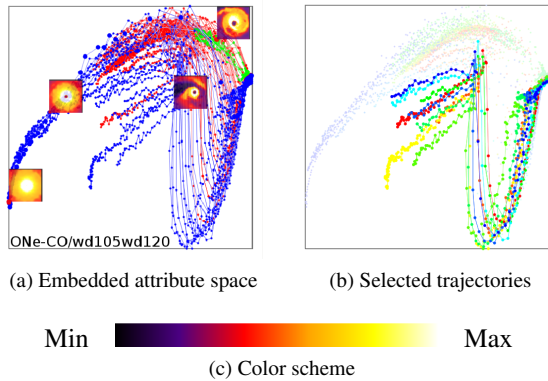 ONe-CO/wd105wd120
(a) Embedded attribute space
(b) Selected trajectories
Min
Max
(c) Color scheme